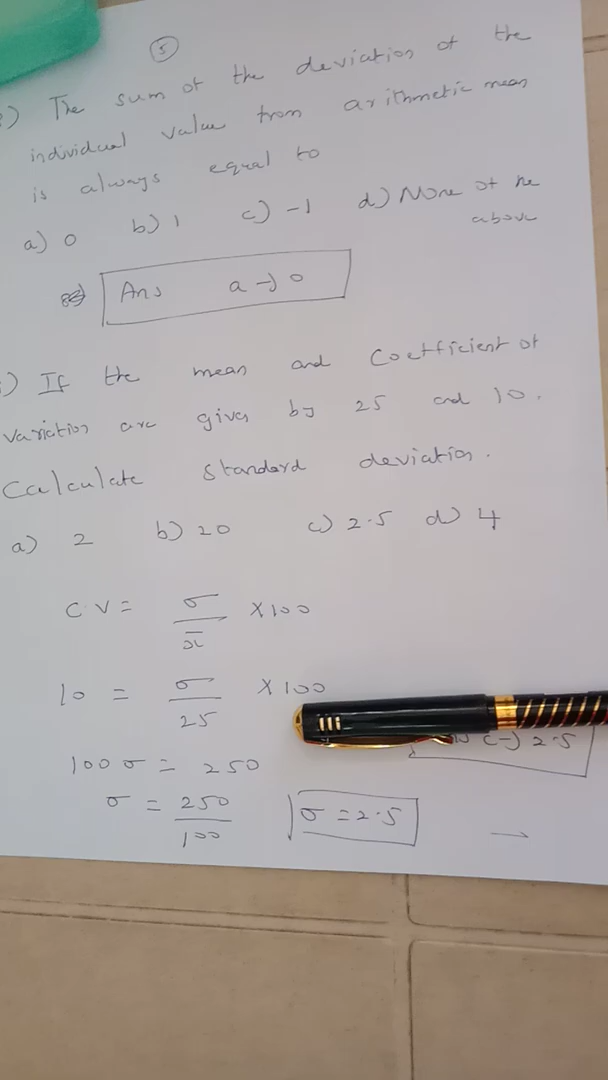 5
) The sum of the deviation of the
individual value from arithmetic mean
is always equal to
a) 0 b) 1 c) -1 d) None of he
above
Ans a → 0
) If the mean and Coefficient of
variation are given by 25 and 10.
Calculate Standard deviation.
a) 2 b) 20 c) 2.5 d) 4
CV = σ/x̄ × 100
10 = σ/25 × 100
c → 2.5
100 σ = 250
σ = 250/100 σ = 2.5